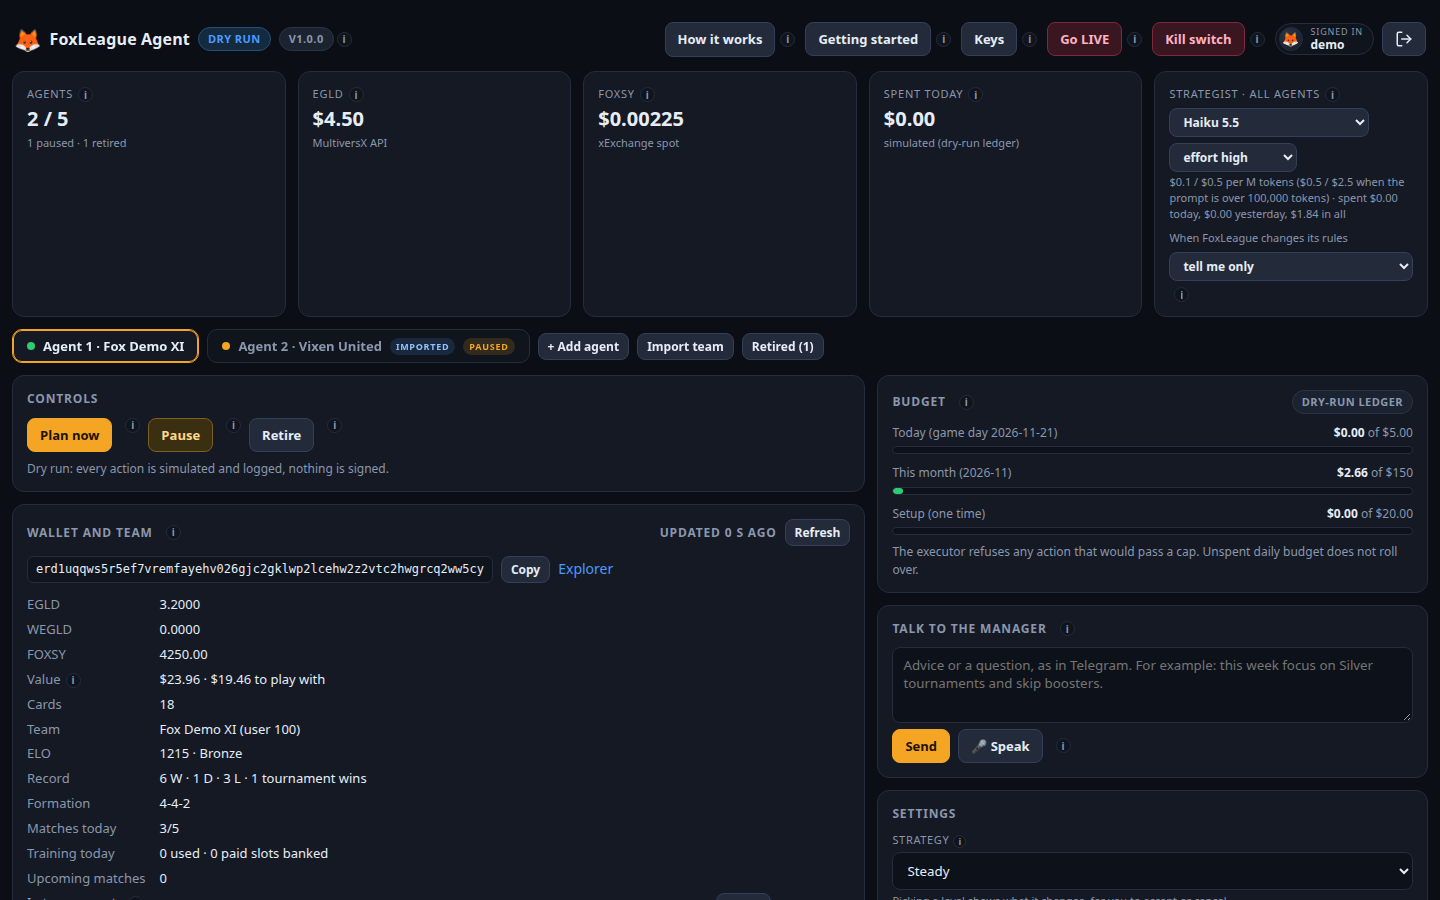 FoxLeague Agent DRY RUN V1.0.0 i
How it works i Getting started i Keys i Go LIVE i Kill switch i SIGNED IN demo
AGENTS i
2 / 5
1 paused · 1 retired
EGLD i
$4.50
MultiversX API
FOXSY i
$0.00225
xExchange spot
SPENT TODAY i
$0.00
simulated (dry-run ledger)
STRATEGIST · ALL AGENTS i
Haiku 5.5
effort high
$0.1 / $0.5 per M tokens ($0.5 / $2.5 when the
prompt is over 100,000 tokens) · spent $0.00
today, $0.00 yesterday, $1.84 in all
When FoxLeague changes its rules
tell me only
i
Agent 1 · Fox Demo XI
Agent 2 · Vixen United IMPORTED PAUSED
+ Add agent
Import team
Retired (1)
CONTROLS
Plan now i Pause i Retire i
Dry run: every action is simulated and logged, nothing is signed.
WALLET AND TEAM i UPDATED 0 S AGO Refresh
erd1uqqws5r5ef7vremfayehv026gjc2gklwp2lcehw2z2vtc2hwgrcq2ww5cy Copy Explorer
EGLD 3.2000
WEGLD 0.0000
FOXSY 4250.00
Value i $23.96 · $19.46 to play with
Cards 18
Team Fox Demo XI (user 100)
ELO 1215 · Bronze
Record 6 W · 1 D · 3 L · 1 tournament wins
Formation 4-4-2
Matches today 3/5
Training today 0 used · 0 paid slots banked
Upcoming matches 0
BUDGET i DRY-RUN LEDGER
Today (game day 2026-11-21) $0.00 of $5.00
This month (2026-11) $2.66 of $150
Setup (one time) $0.00 of $20.00
The executor refuses any action that would pass a cap. Unspent daily budget does not roll
over.
TALK TO THE MANAGER i
Advice or a question, as in Telegram. For example: this week focus on Silver
tournaments and skip boosters.
Send Speak i
SETTINGS
STRATEGY i
Steady